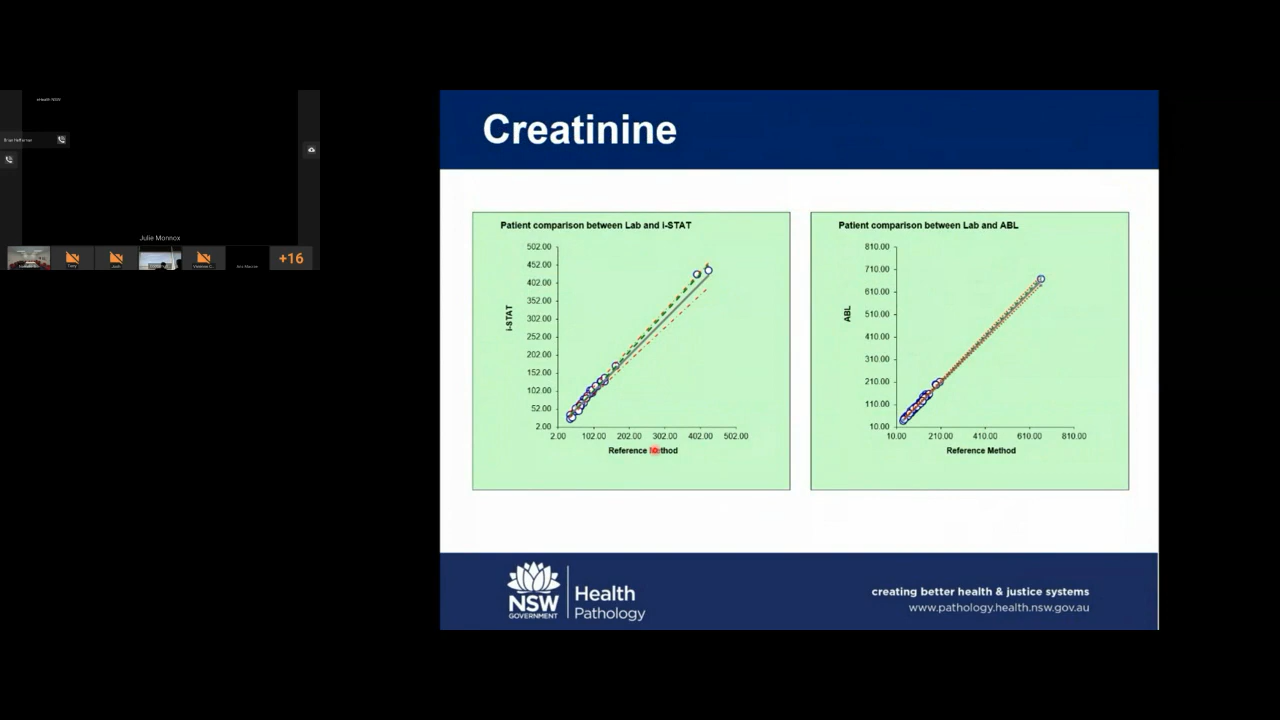 eHealth NSW
Julie Monnox
+16
Creatinine
Patient comparison between Lab and i-STAT
502.00
452.00
402.00
352.00
302.00
252.00
202.00
152.00
102.00
52.00
2.00
i-STAT
2.00 102.00 202.00 302.00 402.00 502.00
Reference Method
Patient comparison between Lab and ABL
810.00
710.00
610.00
510.00
410.00
310.00
210.00
110.00
10.00
ABL
10.00 210.00 410.00 610.00 810.00
Reference Method
NSW
GOVERNMENT
Health
Pathology
creating better health & justice systems
www.pathology.health.nsw.gov.au